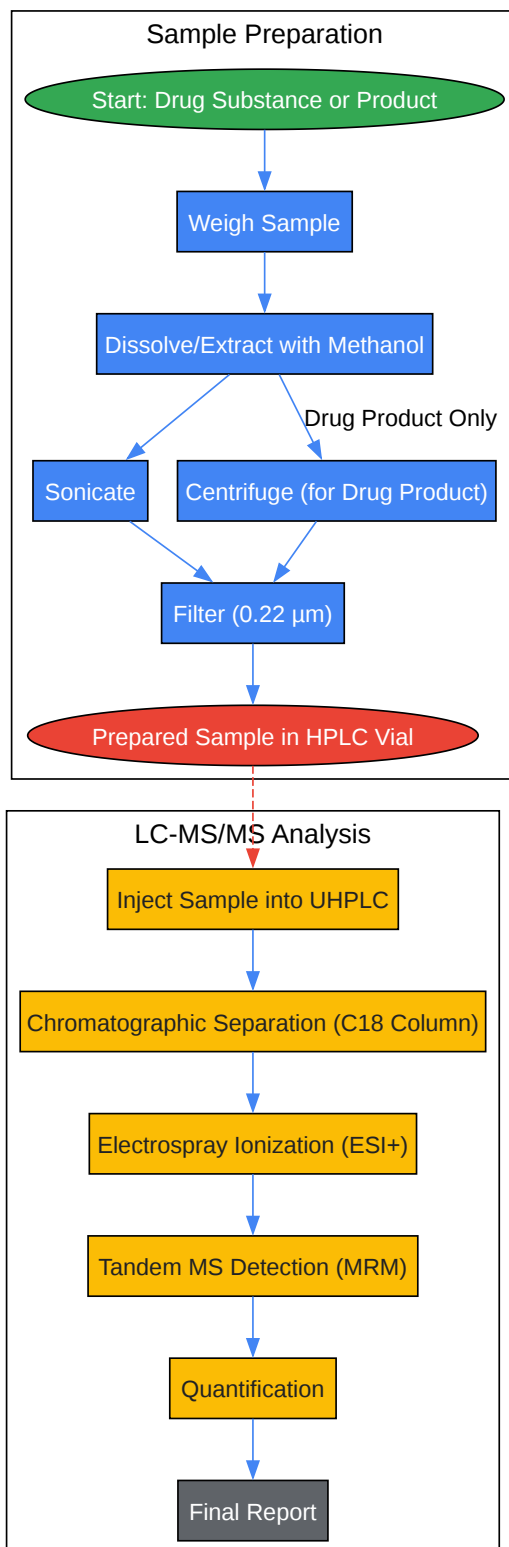 Sample Preparation
Start: Drug Substance or Product
Weigh Sample
Dissolve/Extract with Methanol
Drug Product Only
Sonicate
Centrifuge (for Drug Product)
Filter (0.22 µm)
Prepared Sample in HPLC Vial
LC-MS/MS Analysis
Inject Sample into UHPLC
Chromatographic Separation (C18 Column)
Electrospray Ionization (ESI+)
Tandem MS Detection (MRM)
Quantification
Final Report